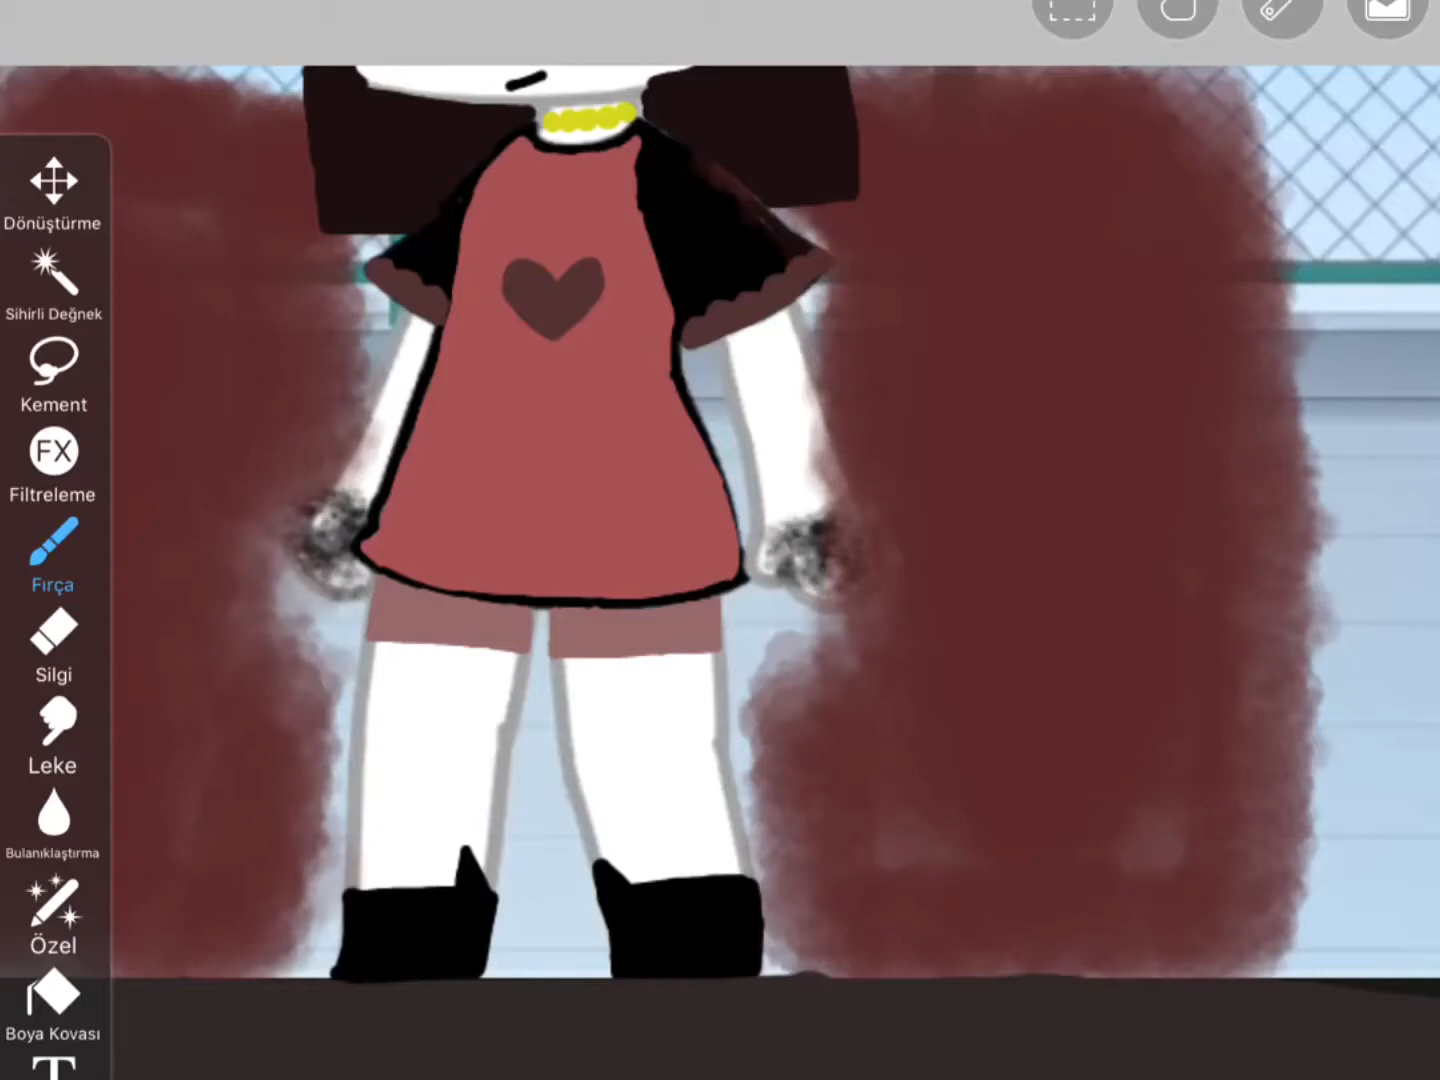 Dönüştürme
Sihirli Değnek
Kement
FX
Filtreleme
Fırça
Silgi
Leke
Bulanıklaştırma
Özel
Boya Kovası
T